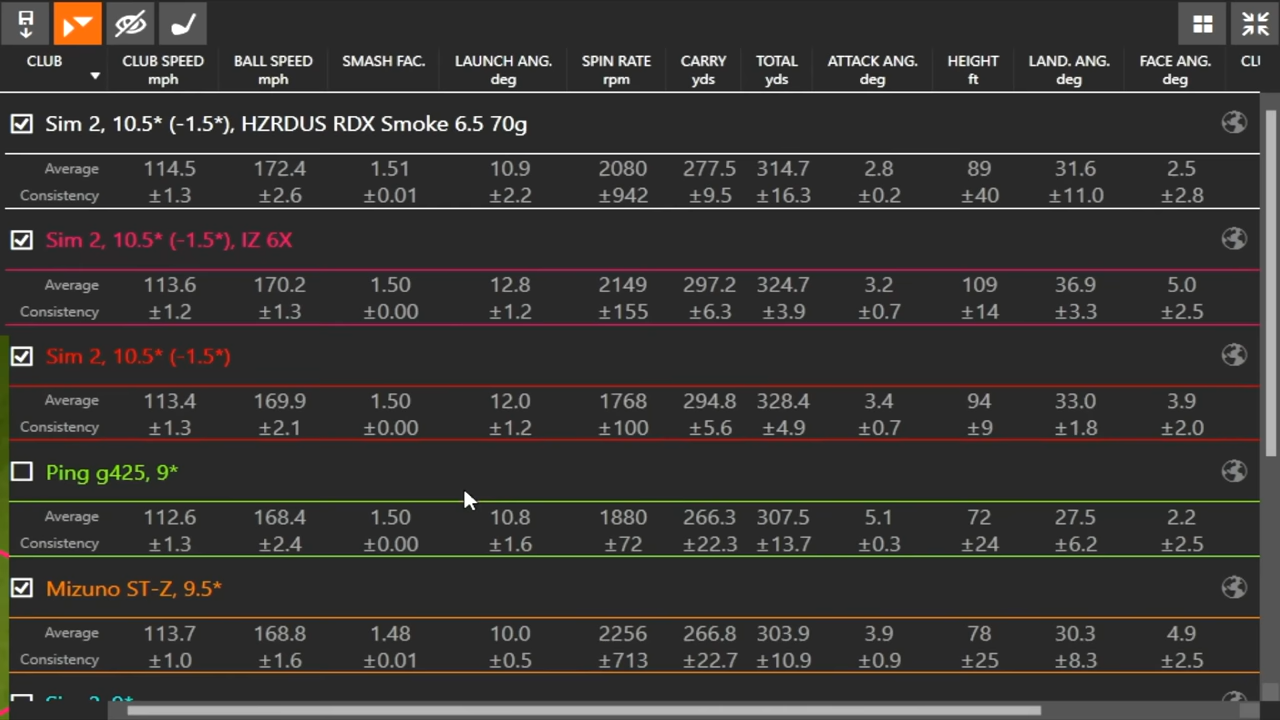 CLUB CLUB SPEED BALL SPEED SMASH FAC. LAUNCH ANG. SPIN RATE CARRY TOTAL ATTACK ANG. HEIGHT LAND. ANG. FACE ANG. CLU
mph mph deg rpm yds yds deg ft deg deg
Sim 2, 10.5* (-1.5*), HZRDUS RDX Smoke 6.5 70g
Average 114.5 172.4 1.51 10.9 2080 277.5 314.7 2.8 89 31.6 2.5
Consistency ±1.3 ±2.6 ±0.01 ±2.2 ±942 ±9.5 ±16.3 ±0.2 ±40 ±11.0 ±2.8
Sim 2, 10.5* (-1.5*), IZ 6X
Average 113.6 170.2 1.50 12.8 2149 297.2 324.7 3.2 109 36.9 5.0
Consistency ±1.2 ±1.3 ±0.00 ±1.2 ±155 ±6.3 ±3.9 ±0.7 ±14 ±3.3 ±2.5
Sim 2, 10.5* (-1.5*)
Average 113.4 169.9 1.50 12.0 1768 294.8 328.4 3.4 94 33.0 3.9
Consistency ±1.3 ±2.1 ±0.00 ±1.2 ±100 ±5.6 ±4.9 ±0.7 ±9 ±1.8 ±2.0
Ping g425, 9*
Average 112.6 168.4 1.50 10.8 1880 266.3 307.5 5.1 72 27.5 2.2
Consistency ±1.3 ±2.4 ±0.00 ±1.6 ±72 ±22.3 ±13.7 ±0.3 ±24 ±6.2 ±2.5
Mizuno ST-Z, 9.5*
Average 113.7 168.8 1.48 10.0 2256 266.8 303.9 3.9 78 30.3 4.9
Consistency ±1.0 ±1.6 ±0.01 ±0.5 ±713 ±22.7 ±10.9 ±0.9 ±25 ±8.3 ±2.5